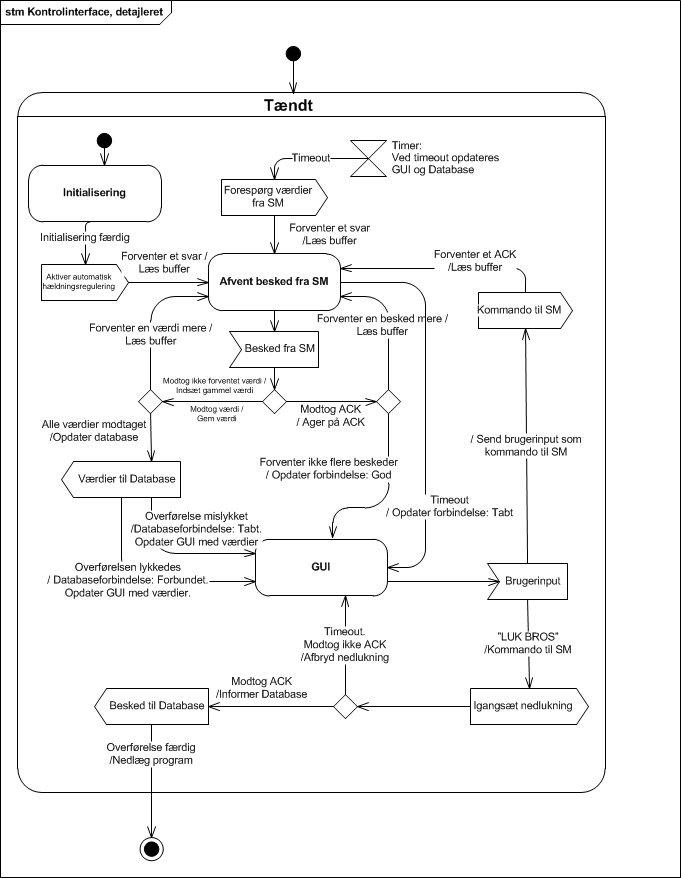 stm Kontrolinterface, detajleret
Tændt
Timer:
Ved timeout opdateres
GUI og Database
Timeout
Initialisering
Forespørg værdier
fra SM
Initialisering færdig
Forventer et svar
/Læs buffer
Forventer et svar /
Læs buffer
Forventer et ACK
/Læs buffer
Aktiver automatisk
hældningsregulering
Afvent besked fra SM
Kommando til SM
Forventer en værdi mere /
Læs buffer
Forventer en besked mere /
Læs buffer
Besked fra SM
Modtog ikke forventet værdi /
Indsæt gammel værdi
Modtog værdi /
Gem værdi
Modtog ACK
/ Ager på ACK
Alle værdier modtaget
/Opdater database
/ Send brugerinput som
kommando til SM
Forventer ikke flere beskeder
/ Opdater forbindelse: God
Værdier til Database
Timeout
/ Opdater forbindelse: Tabt
Overførelse mislykket
/Databaseforbindelse: Tabt.
Opdater GUI med værdier
GUI
Overførelsen lykkedes
/ Databaseforbindelse: Forbundet.
Opdater GUI med værdier.
Brugerinput
Timeout.
Modtog ikke ACK
/Afbryd nedlukning
"LUK BROS"
/Kommando til SM
Modtog ACK
/Informer Database
Besked til Database
Igangsæt nedlukning
Overførelse færdig
/Nedlæg program